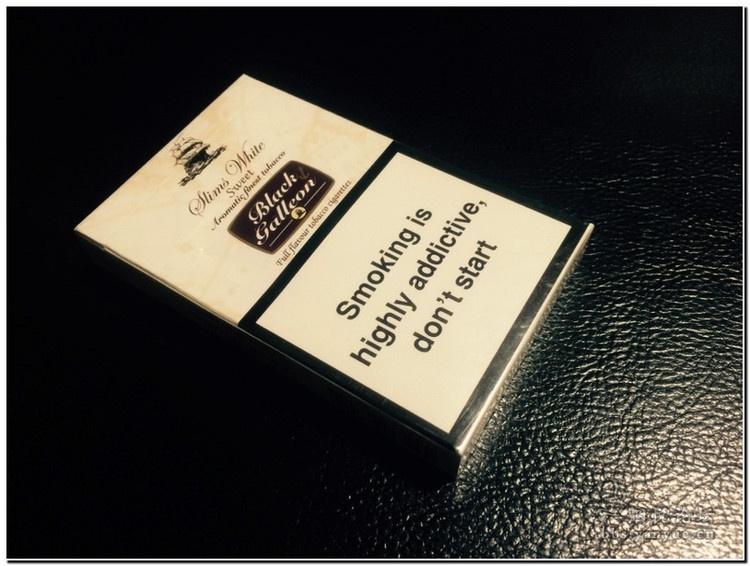 Slims White
Sweet
Aromatic finest tobacco
Black
Galleon
Full flavour tobacco cigarettes
Smoking is
highly addictive,
don't start